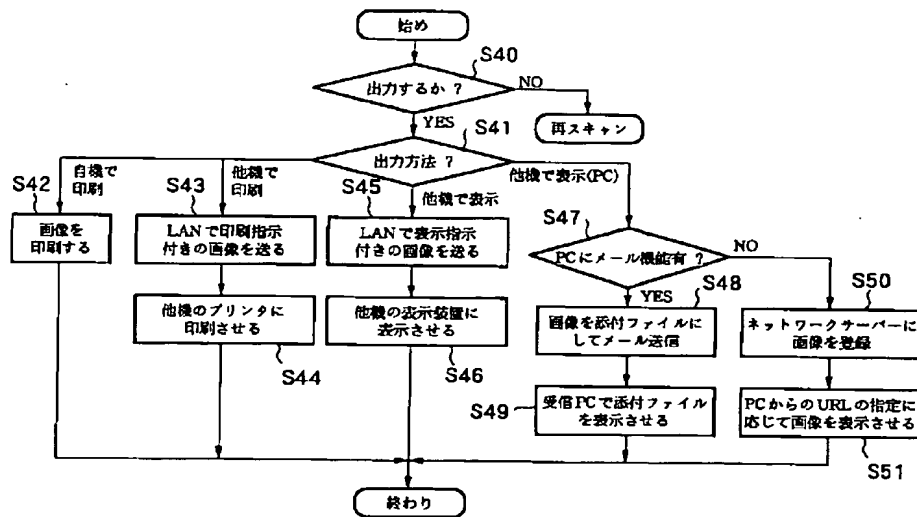 始め
S40
出力するか ?
NO
再スキャン
YES
S41
出力方法 ?
自機で
印刷
他機で
印刷
他機で表示
他機で表示(PC)
S42
画像を
印刷する
S43
LANで印刷指示
付きの画像を送る
S45
LANで表示指示
付きの画像を送る
S47
PCにメール機能有 ?
NO
YES
他機のプリンタに
印刷させる
S44
他機の表示装置に
表示させる
S46
S48
画像を添付ファイルに
してメール送信
S50
ネットワークサーバーに
画像を登録
S49
受信PCで添付ファイル
を表示させる
PCからのURLの指定に
応じて画像を表示させる
S51
終わり